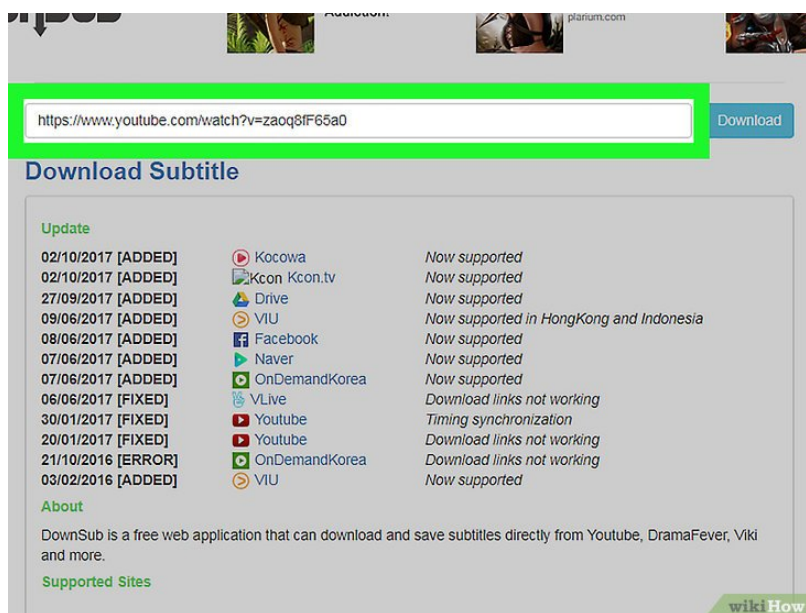 Addiction!
plarium.com
https://www.youtube.com/watch?v=zaoq8fF65a0
Download
Download Subtitle
Update
02/10/2017 [ADDED] Kocowa Now supported
02/10/2017 [ADDED] Kcon Kcon.tv Now supported
27/09/2017 [ADDED] Drive Now supported
09/06/2017 [ADDED] VIU Now supported in HongKong and Indonesia
08/06/2017 [ADDED] Facebook Now supported
07/06/2017 [ADDED] Naver Now supported
07/06/2017 [ADDED] OnDemandKorea Now supported
06/06/2017 [FIXED] VLive Download links not working
30/01/2017 [FIXED] Youtube Timing synchronization
20/01/2017 [FIXED] Youtube Download links not working
21/10/2016 [ERROR] OnDemandKorea Download links not working
03/02/2016 [ADDED] VIU Now supported
About
DownSub is a free web application that can download and save subtitles directly from Youtube, DramaFever, Viki
and more.
Supported Sites
wikiHow